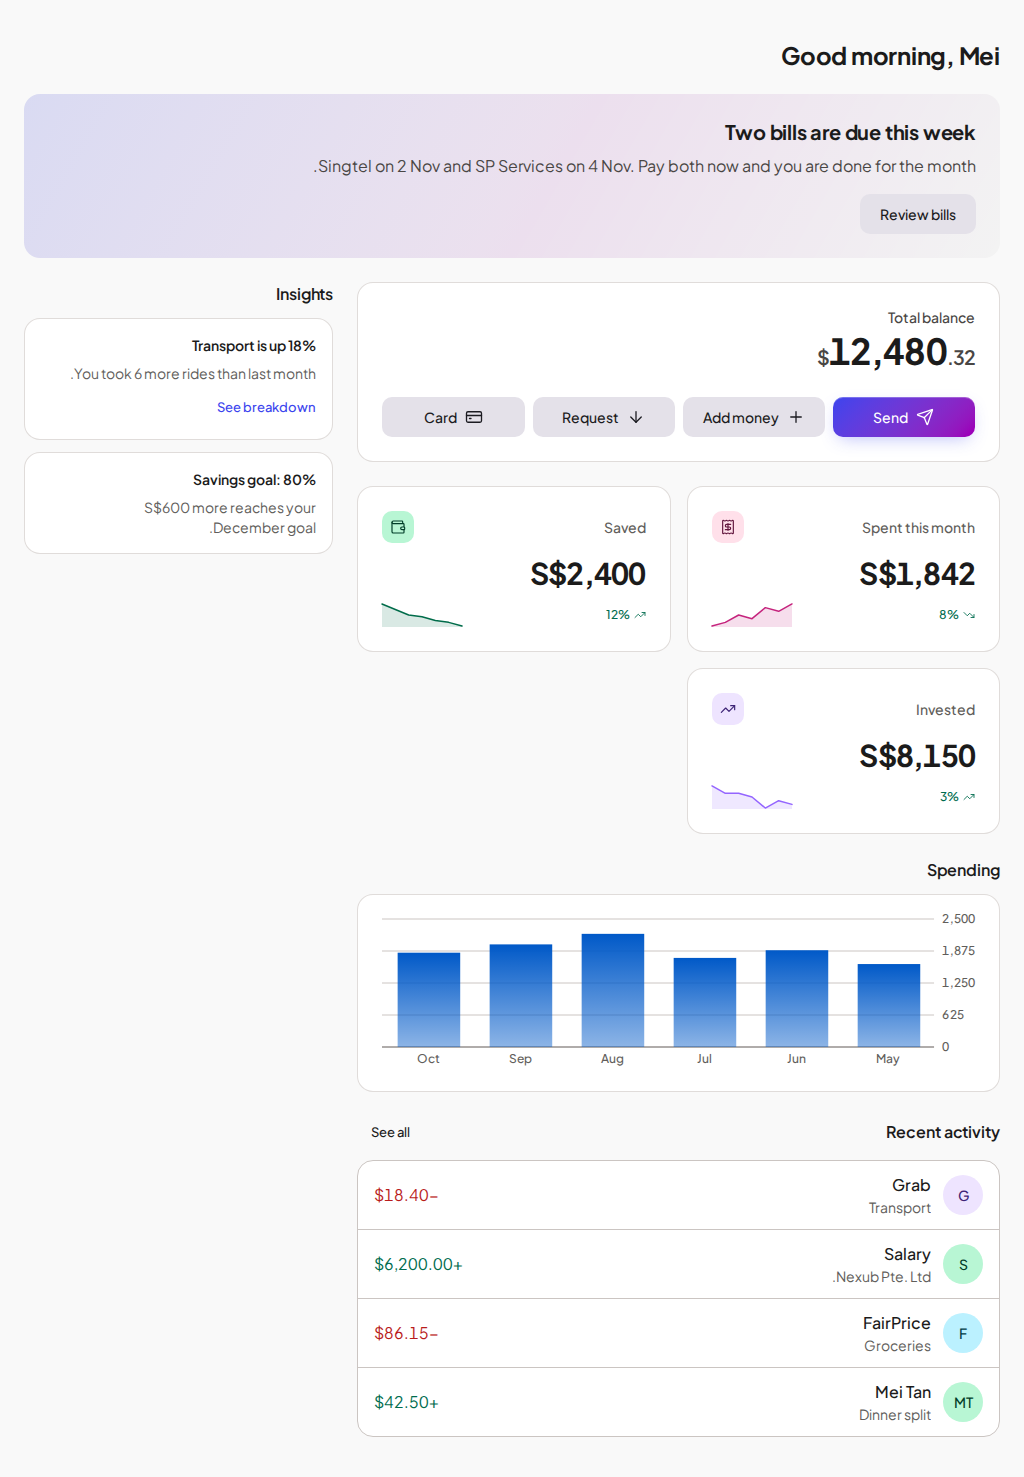 Good morning, Mei
Two bills are due this week
.Singtel on 2 Nov and SP Services on 4 Nov. Pay both now and you are done for the month
Review bills
Total balance
$12,480.32
Send
Add money
Request
Card
Spent this month
S$1,842
8%
Saved
S$2,400
12%
Invested
S$8,150
3%
Spending
2,500
1,875
1,250
625
0
May
Jun
Jul
Aug
Sep
Oct
Recent activity
See all
G
Grab
Transport
$18.40−
S
Salary
.Nexub Pte. Ltd
$6,200.00+
F
FairPrice
Groceries
$86.15−
MT
Mei Tan
Dinner split
$42.50+
Insights
Transport is up 18%
.You took 6 more rides than last month
See breakdown
Savings goal: 80%
S$600 more reaches your
.December goal